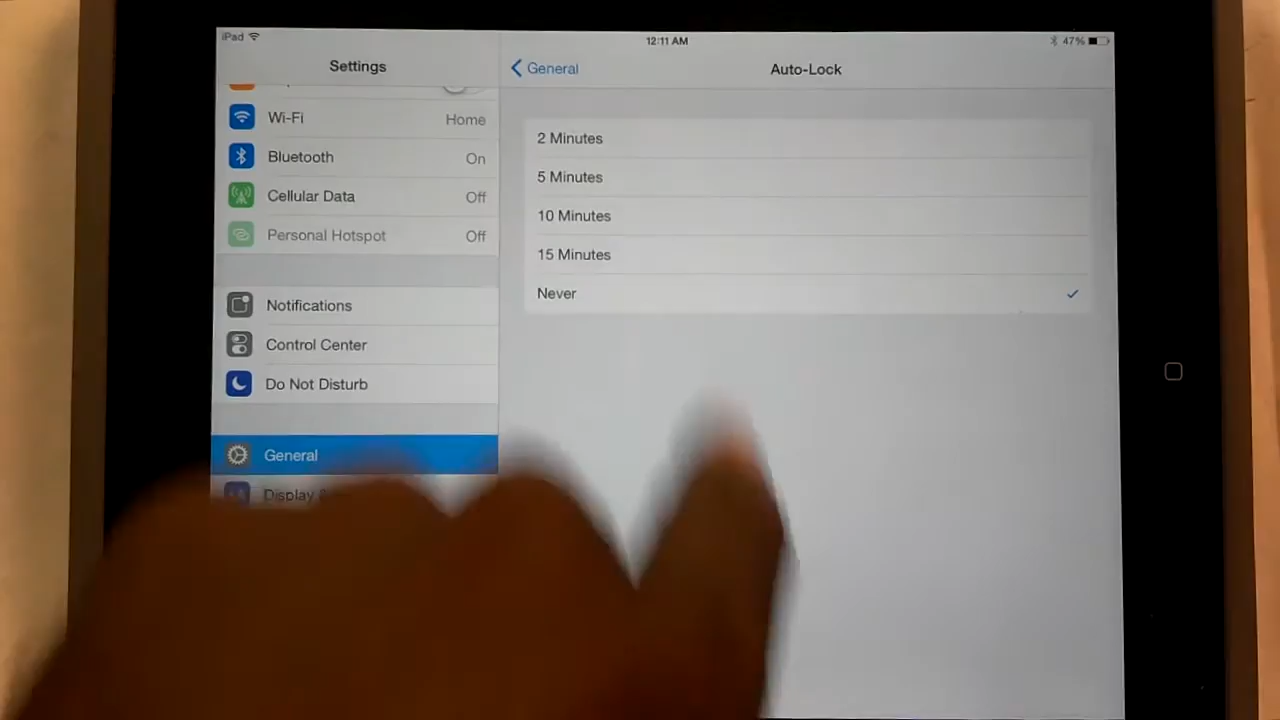 iPad
12:11 AM
47%
Settings
General
Auto-Lock
Wi-Fi
Home
Bluetooth
On
Cellular Data
Off
Personal Hotspot
Off
Notifications
Control Center
Do Not Disturb
General
Display
2 Minutes
5 Minutes
10 Minutes
15 Minutes
Never